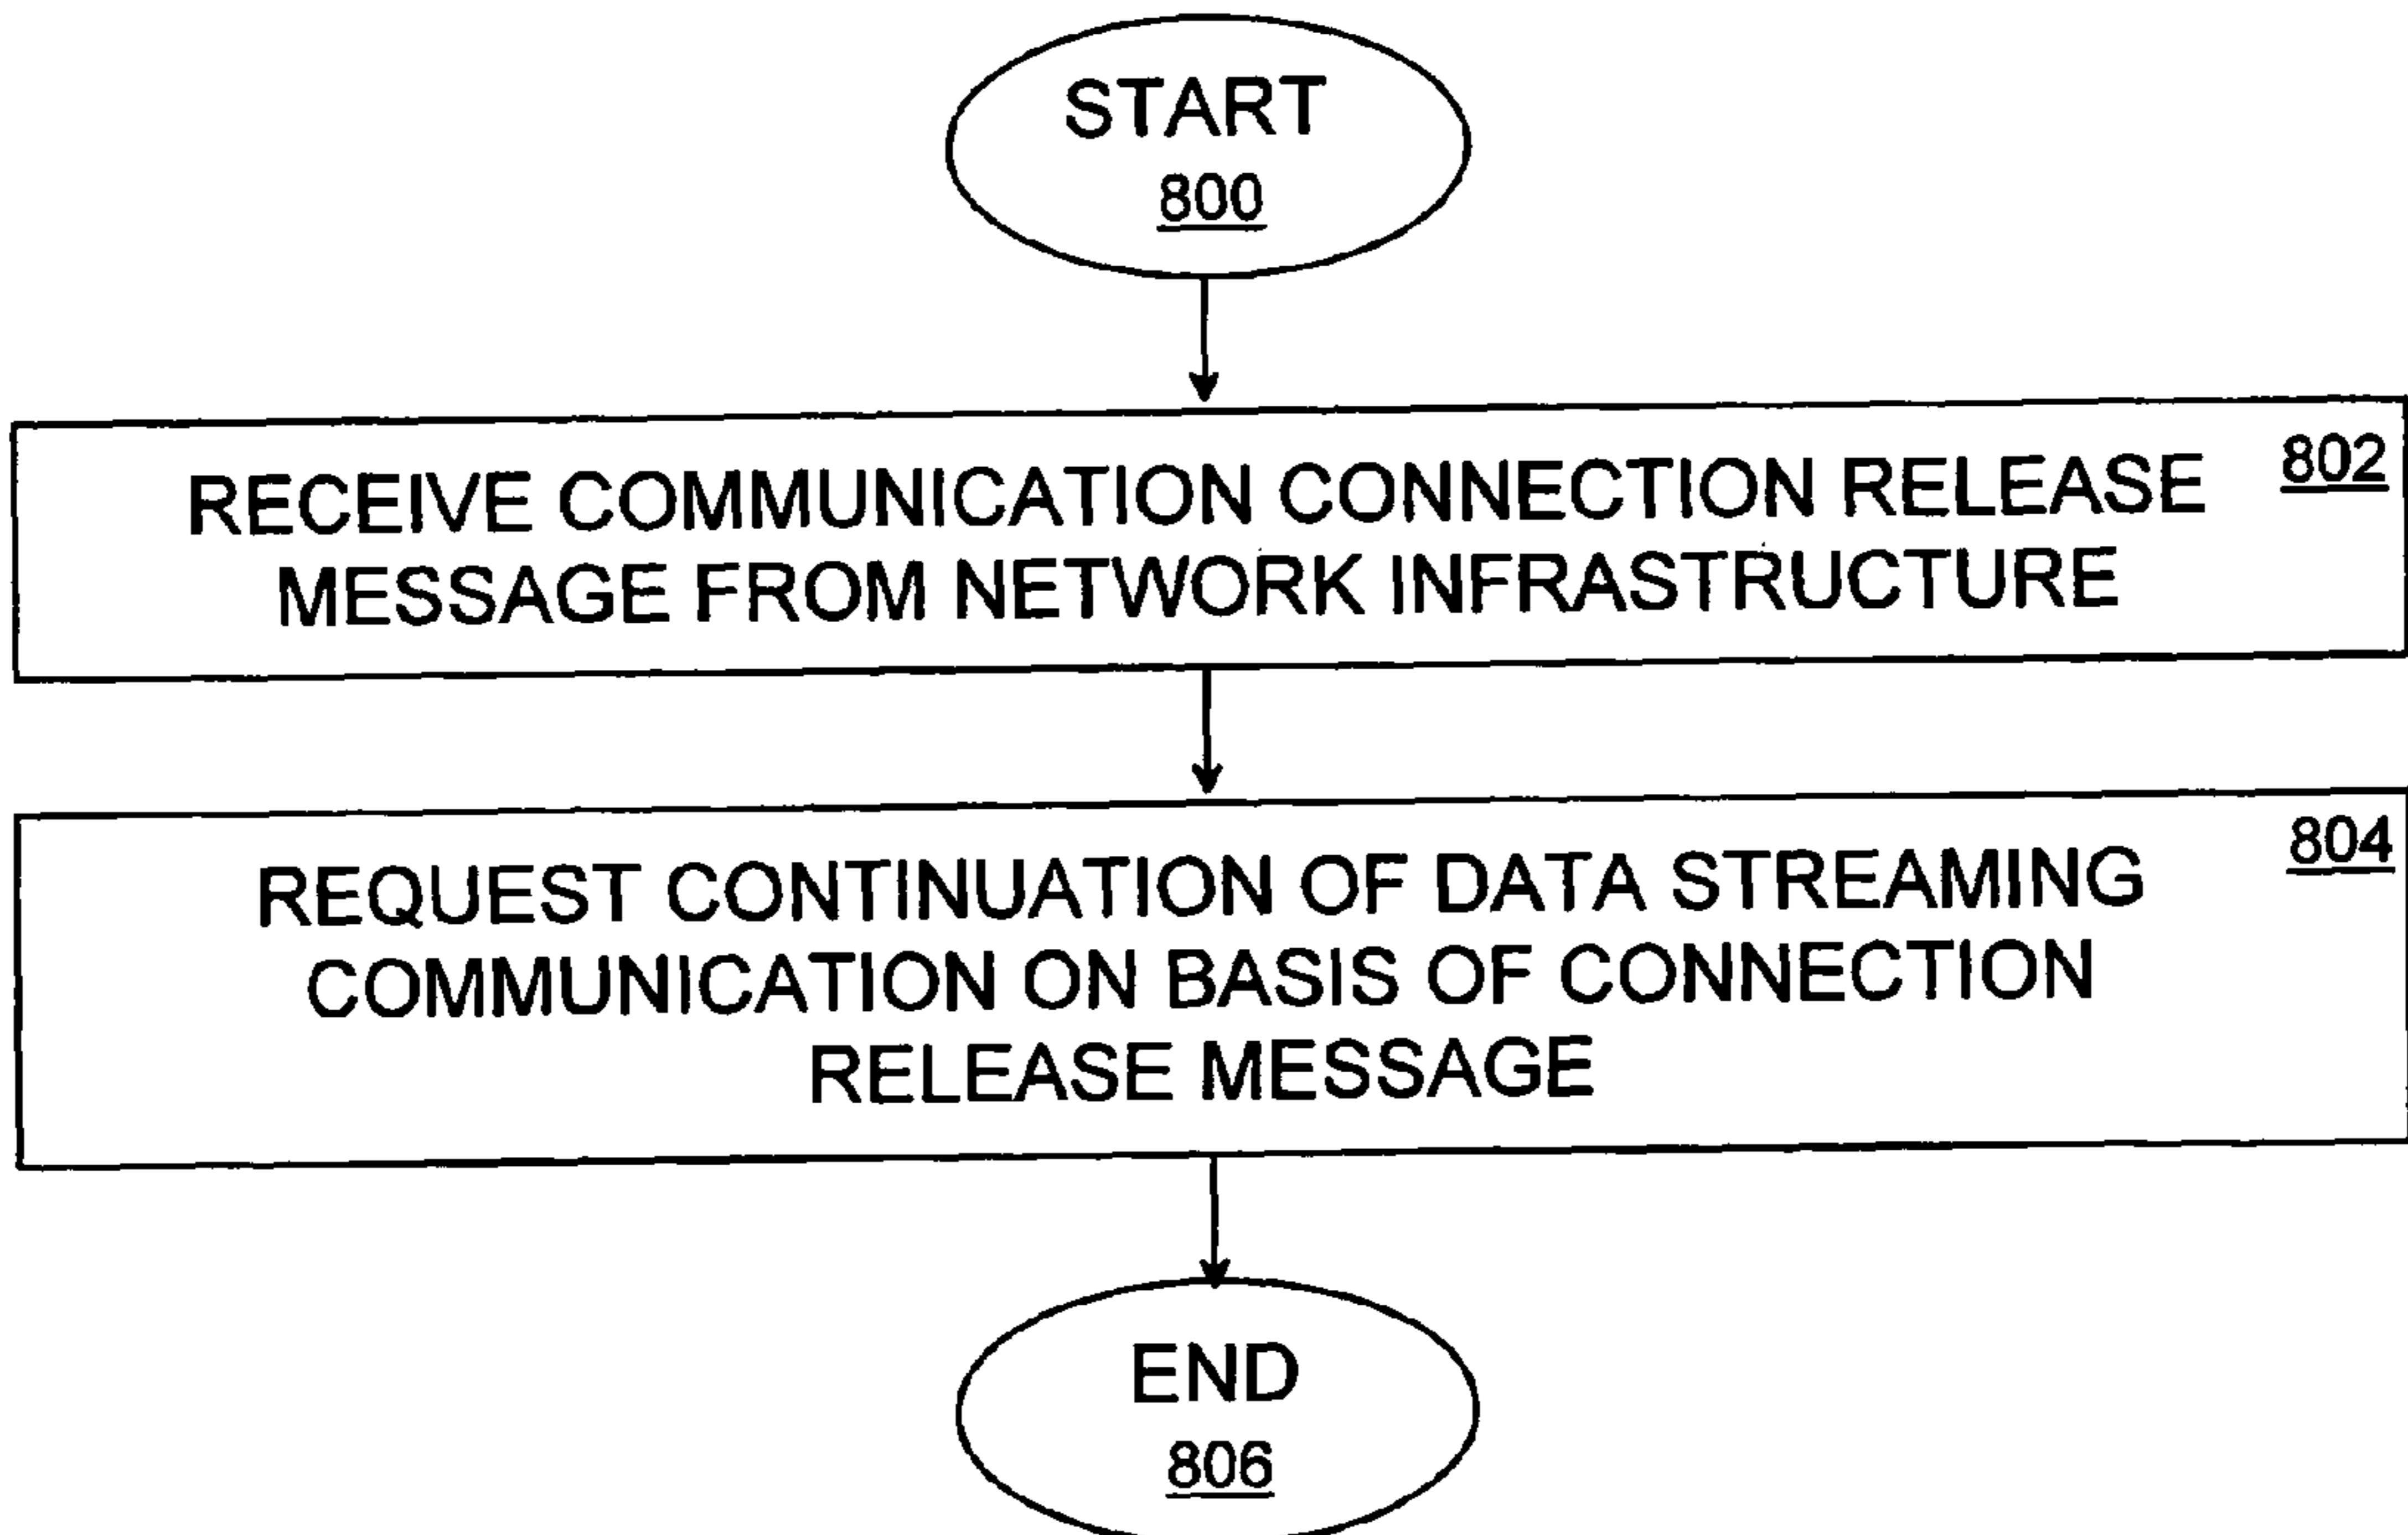 START
800
802
RECEIVE COMMUNICATION CONNECTION RELEASE
MESSAGE FROM NETWORK INFRASTRUCTURE
804
REQUEST CONTINUATION OF DATA STREAMING
COMMUNICATION ON BASIS OF CONNECTION
RELEASE MESSAGE
END
806